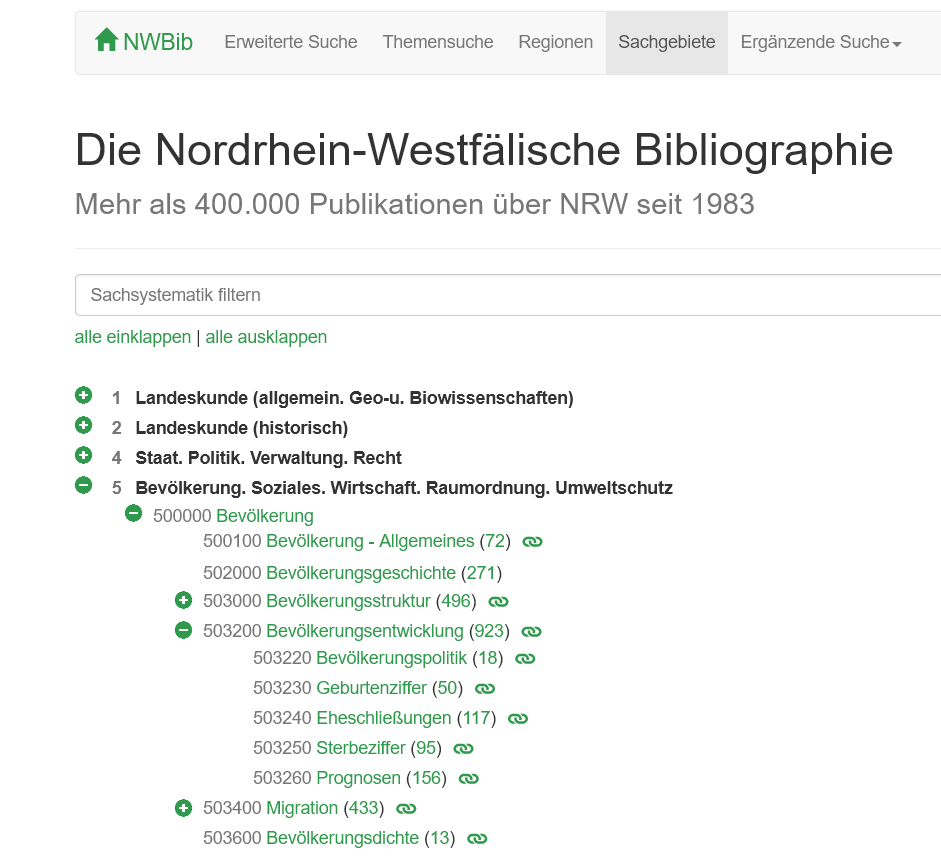 NWBib Erweiterte Suche Themensuche Regionen Sachgebiete Ergänzende Suche
Die Nordrhein-Westfälische Bibliographie
Mehr als 400.000 Publikationen über NRW seit 1983
Sachsystematik filtern
alle einklappen | alle ausklappen
1 Landeskunde (allgemein. Geo-u. Biowissenschaften)
2 Landeskunde (historisch)
4 Staat. Politik. Verwaltung. Recht
5 Bevölkerung. Soziales. Wirtschaft. Raumordnung. Umweltschutz
500000 Bevölkerung
500100 Bevölkerung - Allgemeines (72)
502000 Bevölkerungsgeschichte (271)
503000 Bevölkerungsstruktur (496)
503200 Bevölkerungsentwicklung (923)
503220 Bevölkerungspolitik (18)
503230 Geburtenziffer (50)
503240 Eheschließungen (117)
503250 Sterbeziffer (95)
503260 Prognosen (156)
503400 Migration (433)
503600 Bevölkerungsdichte (13)